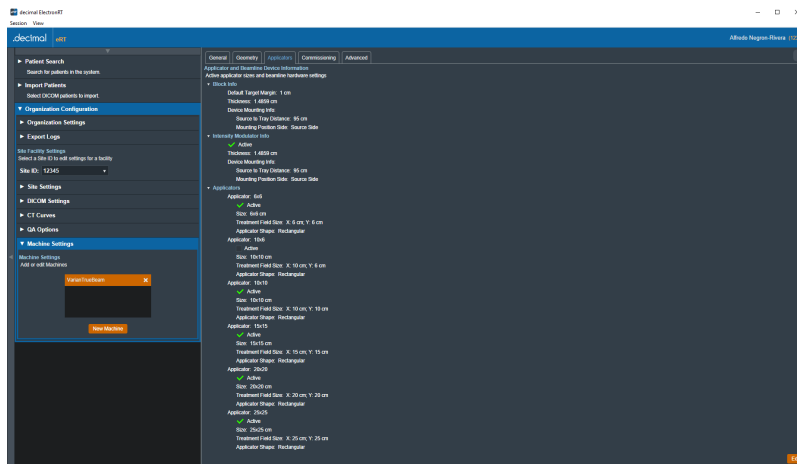 decimal ElectronRT
Session View
.decimal eRT
Alfredo Negron-Rivera
Patient Search
Search for patients in the system.
Import Patients
Select DICOM patients to import.
Organization Configuration
Organization Settings
Export Logs
Site Facility Settings
Select a Site ID to edit settings for a facility
Site ID: 12345
Site Settings
DICOM Settings
CT Curves
QA Options
Machine Settings
Machine Settings
Add or edit Machines
VarianTrueBeam
New Machine
General Geometry Applicators Commissioning Advanced
Applicator and Beamline Device Information
Active applicator sizes and beamline hardware settings
Block Info
Default Target Margin: 1 cm
Thickness: 1.4859 cm
Device Mounting Info:
Source to Tray Distance: 95 cm
Mounting Position Side: Source Side
Intensity Modulator Info
Active
Thickness: 1.4859 cm
Device Mounting Info:
Source to Tray Distance: 95 cm
Mounting Position Side: Source Side
Applicators
Applicator: 6x6
Active
Size: 6x6 cm
Treatment Field Size: X: 6 cm; Y: 6 cm
Applicator Shape: Rectangular
Applicator: 10x6
Active
Size: 10x10 cm
Treatment Field Size: X: 10 cm; Y: 6 cm
Applicator Shape: Rectangular
Applicator: 10x10
Active
Size: 10x10 cm
Treatment Field Size: X: 10 cm; Y: 10 cm
Applicator Shape: Rectangular
Applicator: 15x15
Active
Size: 15x15 cm
Treatment Field Size: X: 15 cm; Y: 15 cm
Applicator Shape: Rectangular
Applicator: 20x20
Active
Size: 20x20 cm
Treatment Field Size: X: 20 cm; Y: 20 cm
Applicator Shape: Rectangular
Applicator: 25x25
Active
Size: 25x25 cm
Treatment Field Size: X: 25 cm; Y: 25 cm
Applicator Shape: Rectangular